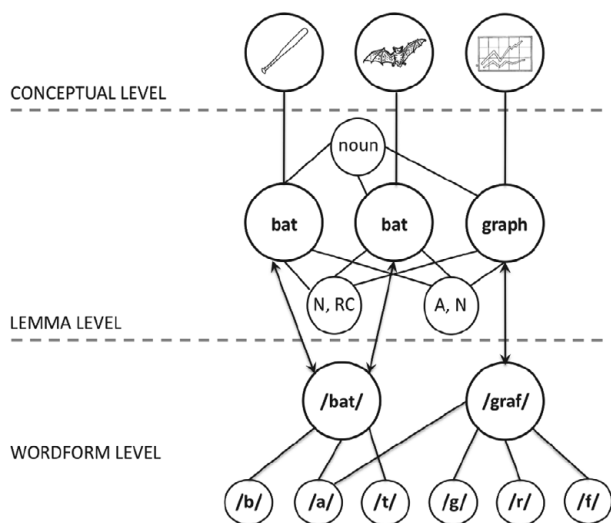 CONCEPTUAL LEVEL
noun
bat bat graph
N, RC A, N
LEMMA LEVEL
/bat/ /graf/
WORDFORM LEVEL
/b/ /a/ /t/ /g/ /r/ /f/